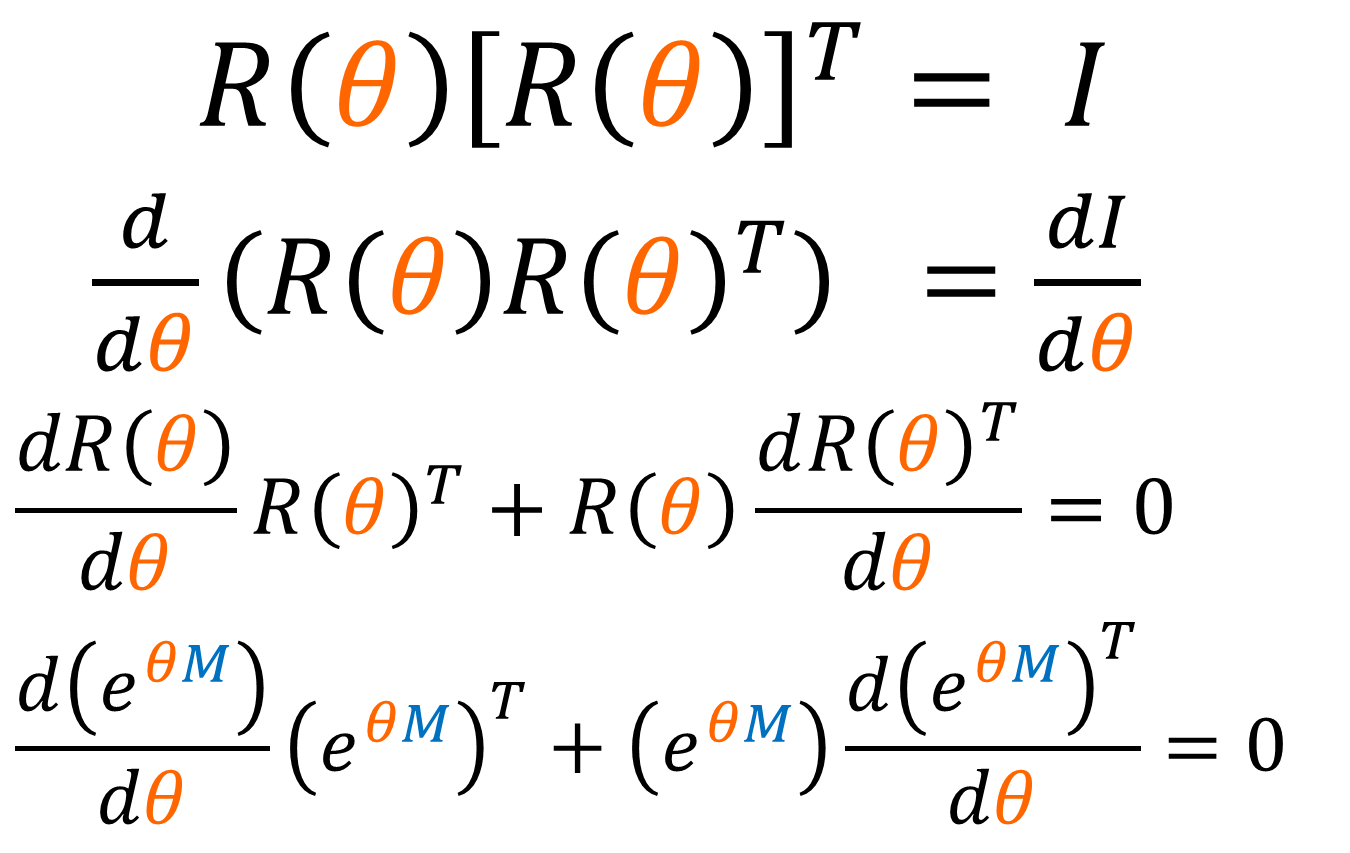 R(θ)[R(θ)]^T = I
d/dθ (R(θ)R(θ)^T) = dI/dθ
dR(θ)/dθ R(θ)^T + R(θ) dR(θ)^T/dθ = 0
d(e^{θM})/dθ (e^{θM})^T + (e^{θM}) d(e^{θM})^T/dθ = 0